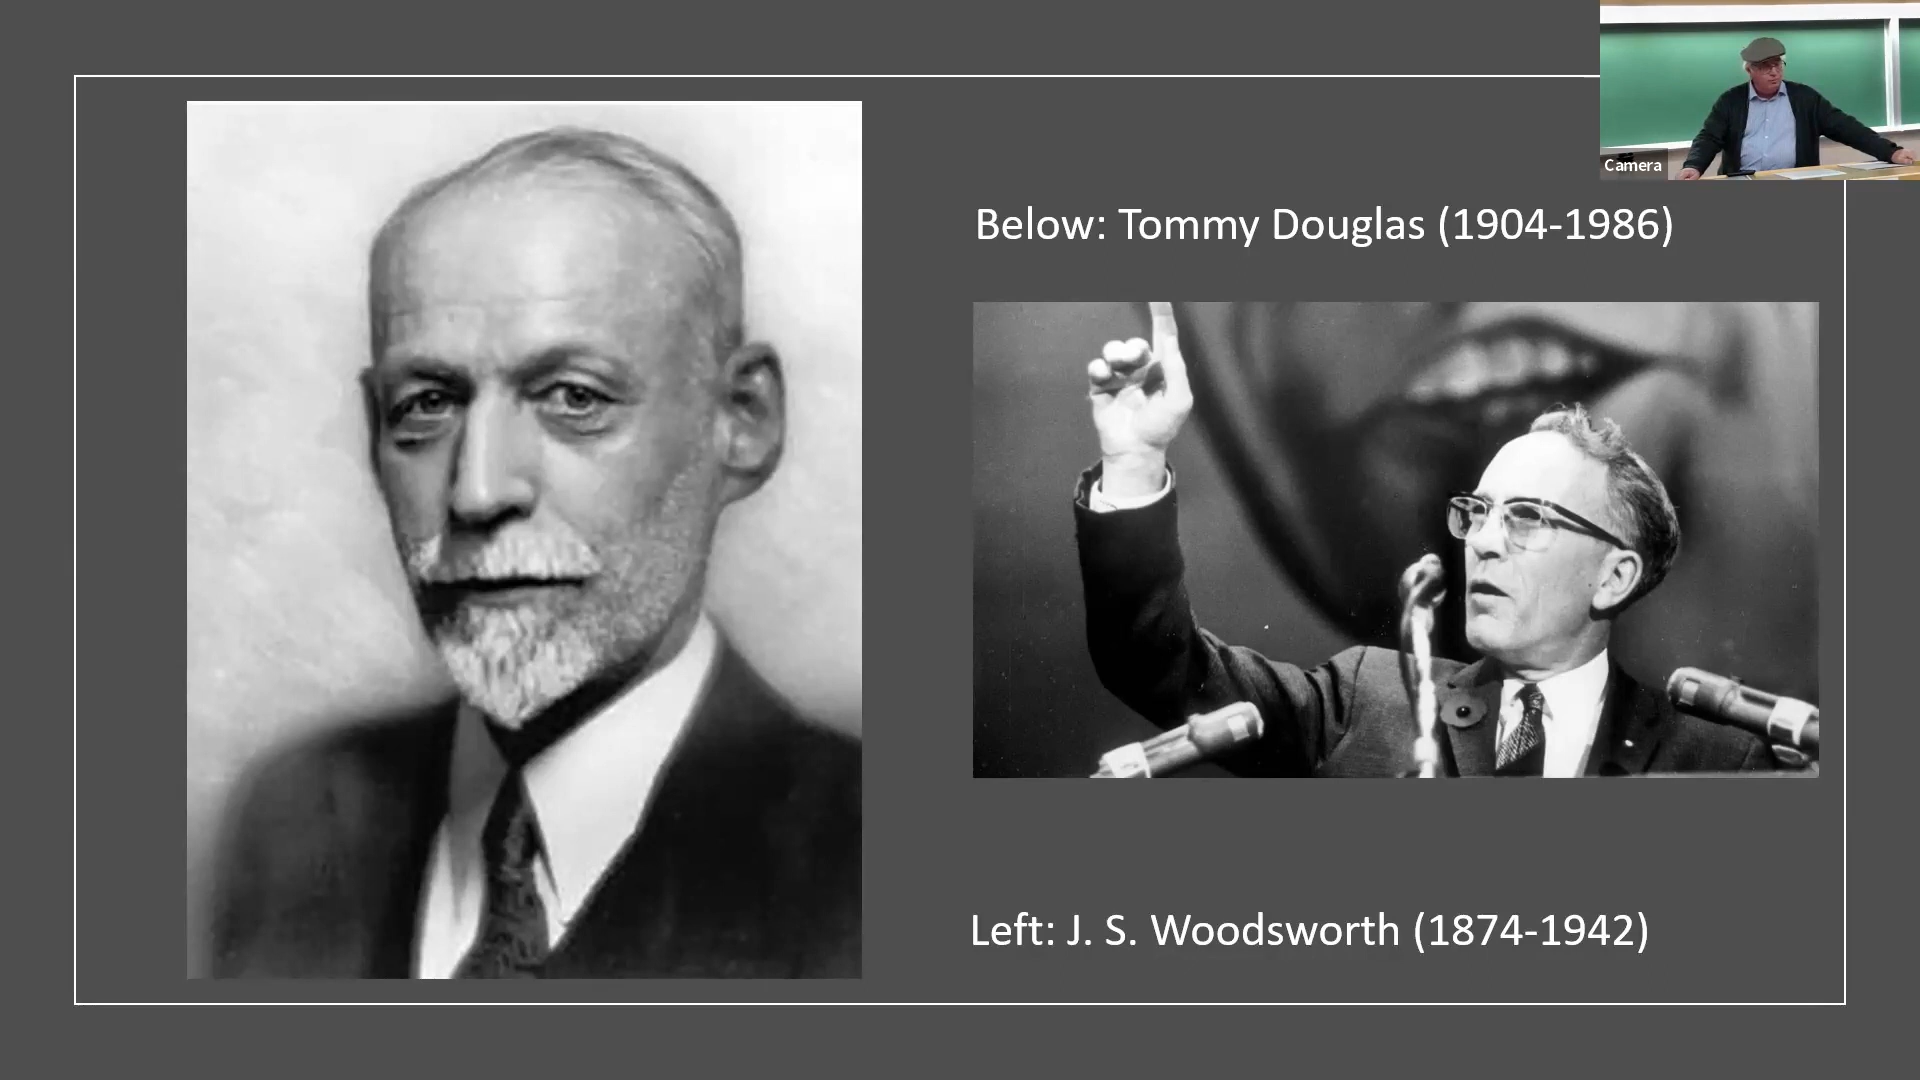 Camera
Below: Tommy Douglas (1904-1986)
Left: J. S. Woodsworth (1874-1942)